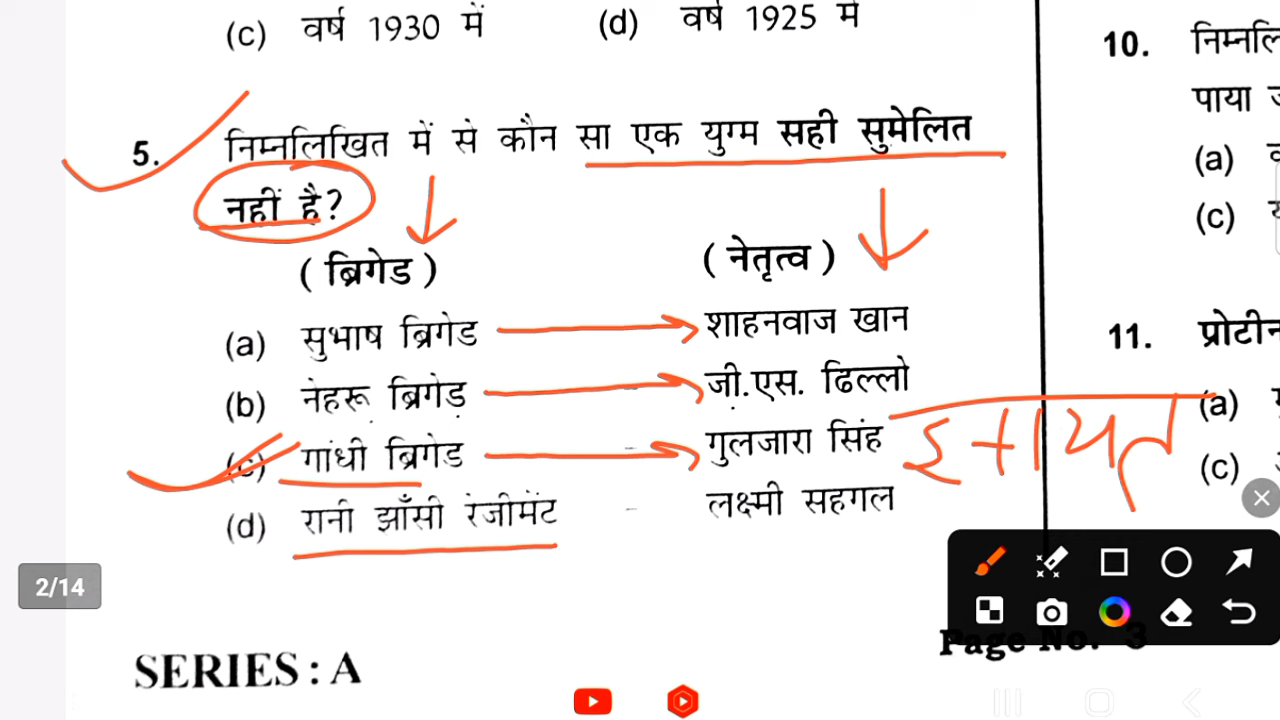 (c) वर्ष 1930 में (d) वर्ष 1925 में
5. निम्नलिखित में से कौन सा एक युग्म सही सुमेलित
नहीं है?
(ब्रिगेड) (नेतृत्व)
(a) सुभाष ब्रिगेड शाहनवाज खान
(b) नेहरू ब्रिगेड जी.एस. ढिल्लो
(c) गांधी ब्रिगेड - गुलजारा सिंह
(d) रानी झाँसी रेजीमेंट - लक्ष्मी सहगल
2/14
SERIES : A
Page No. 3
10.
पाया
(a)
(c)
11.
(a)
(c)